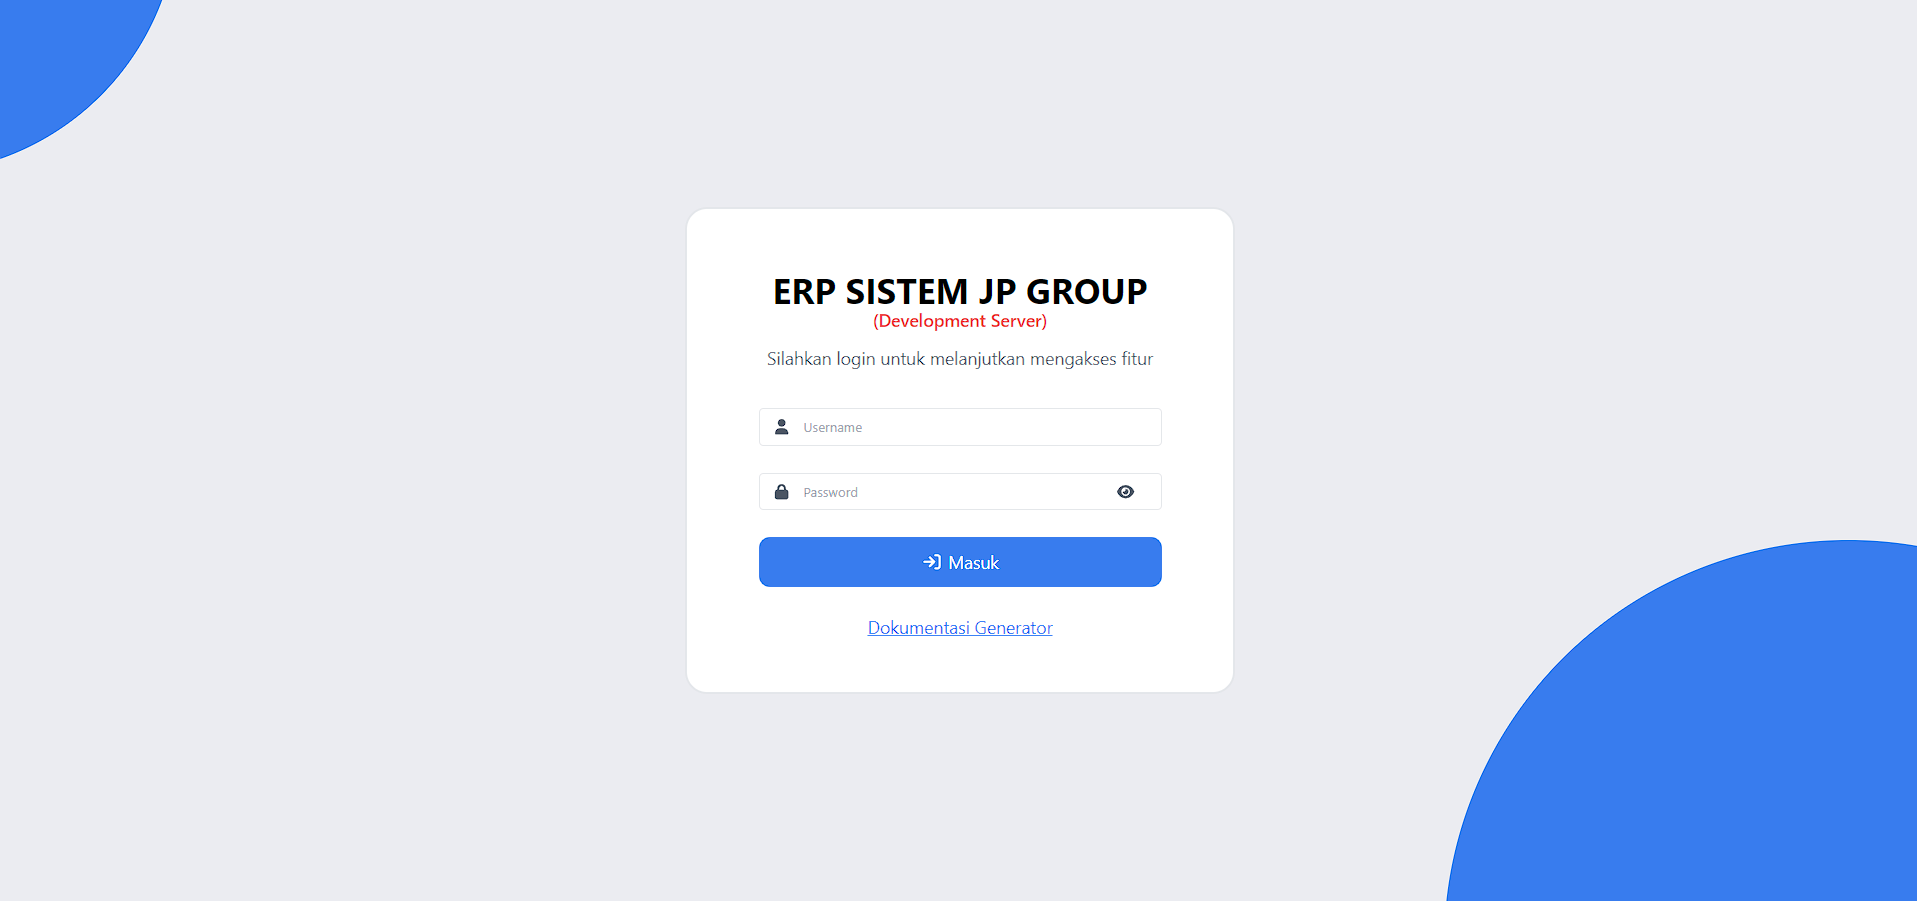 ERP SISTEM JP GROUP
(Development Server)
Silahkan login untuk melanjutkan mengakses fitur
Username
Password
Masuk
Dokumentasi Generator